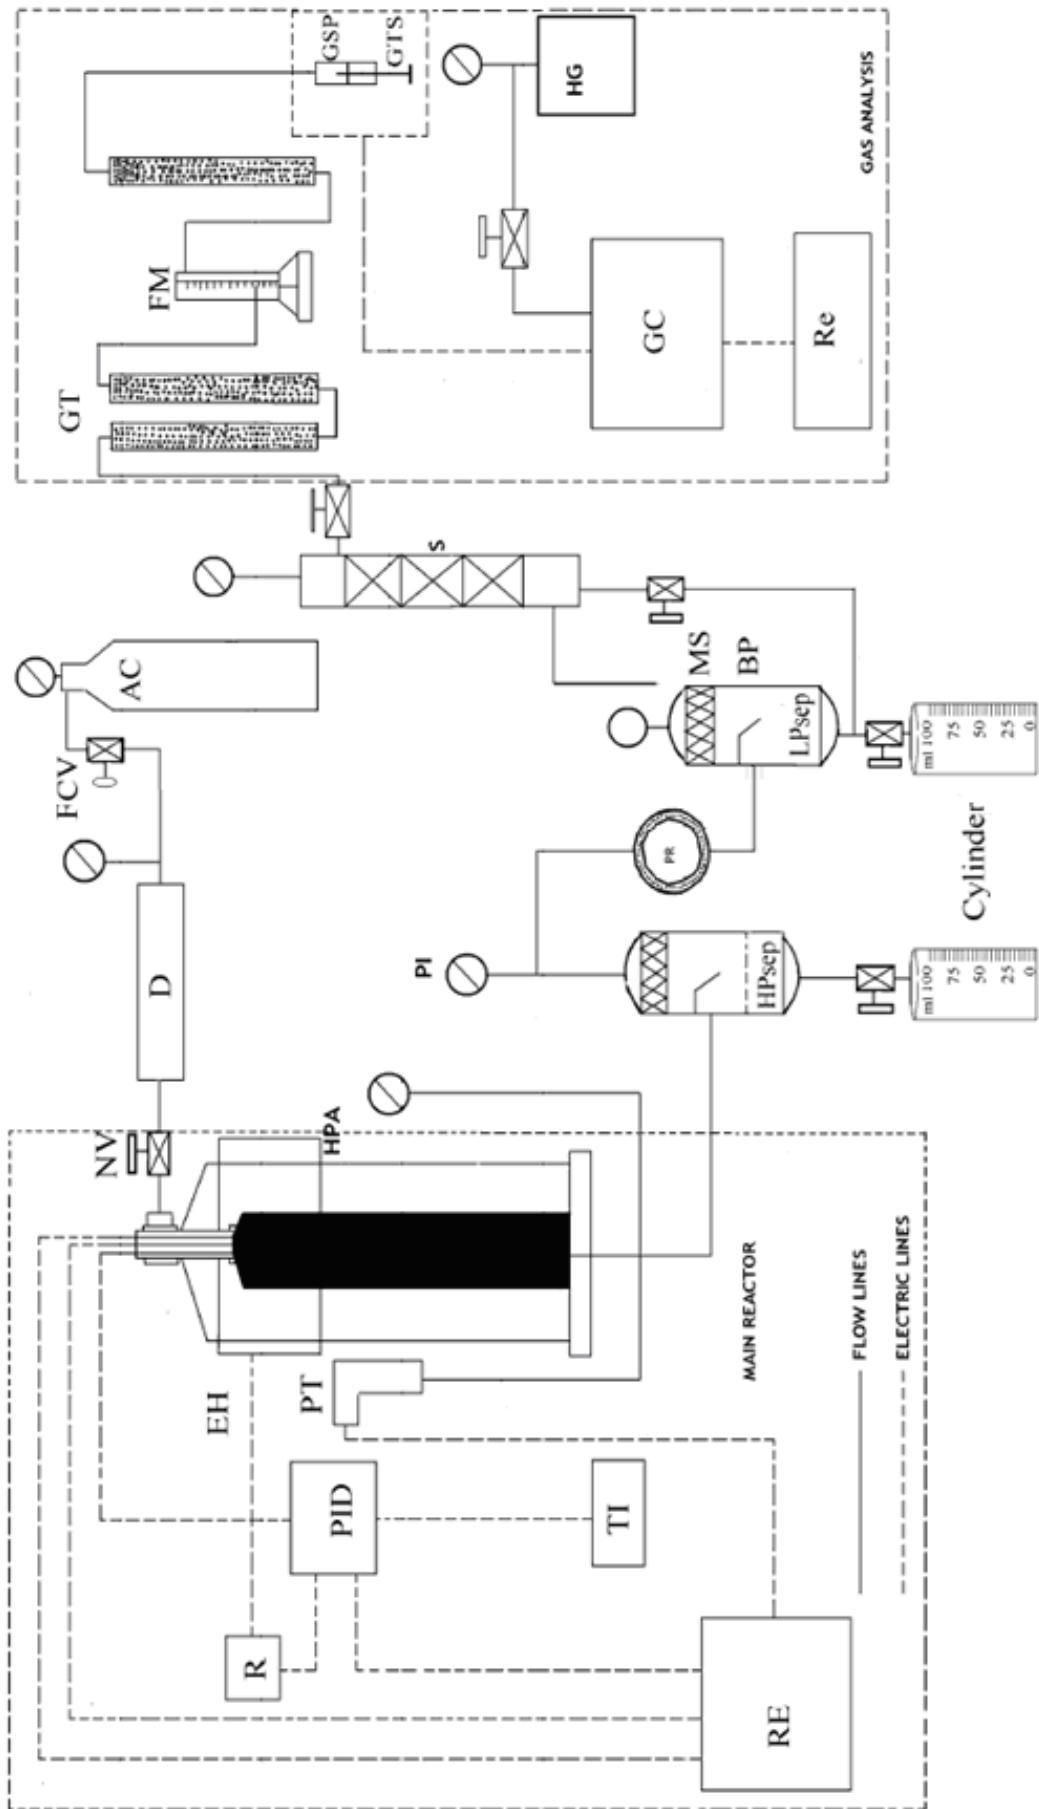 GSP
GTS
HG
GAS ANALYSIS
FM
GC
Re
GT
S
AC
MS
BP
LPsep
FCV
ml 100
75
50
25
0
PR
Cylinder
D
PI
HPsep
ml 100
75
50
25
0
NV
HPA
MAIN REACTOR
FLOW LINES
ELECTRIC LINES
EH
PT
PID
TI
R
RE